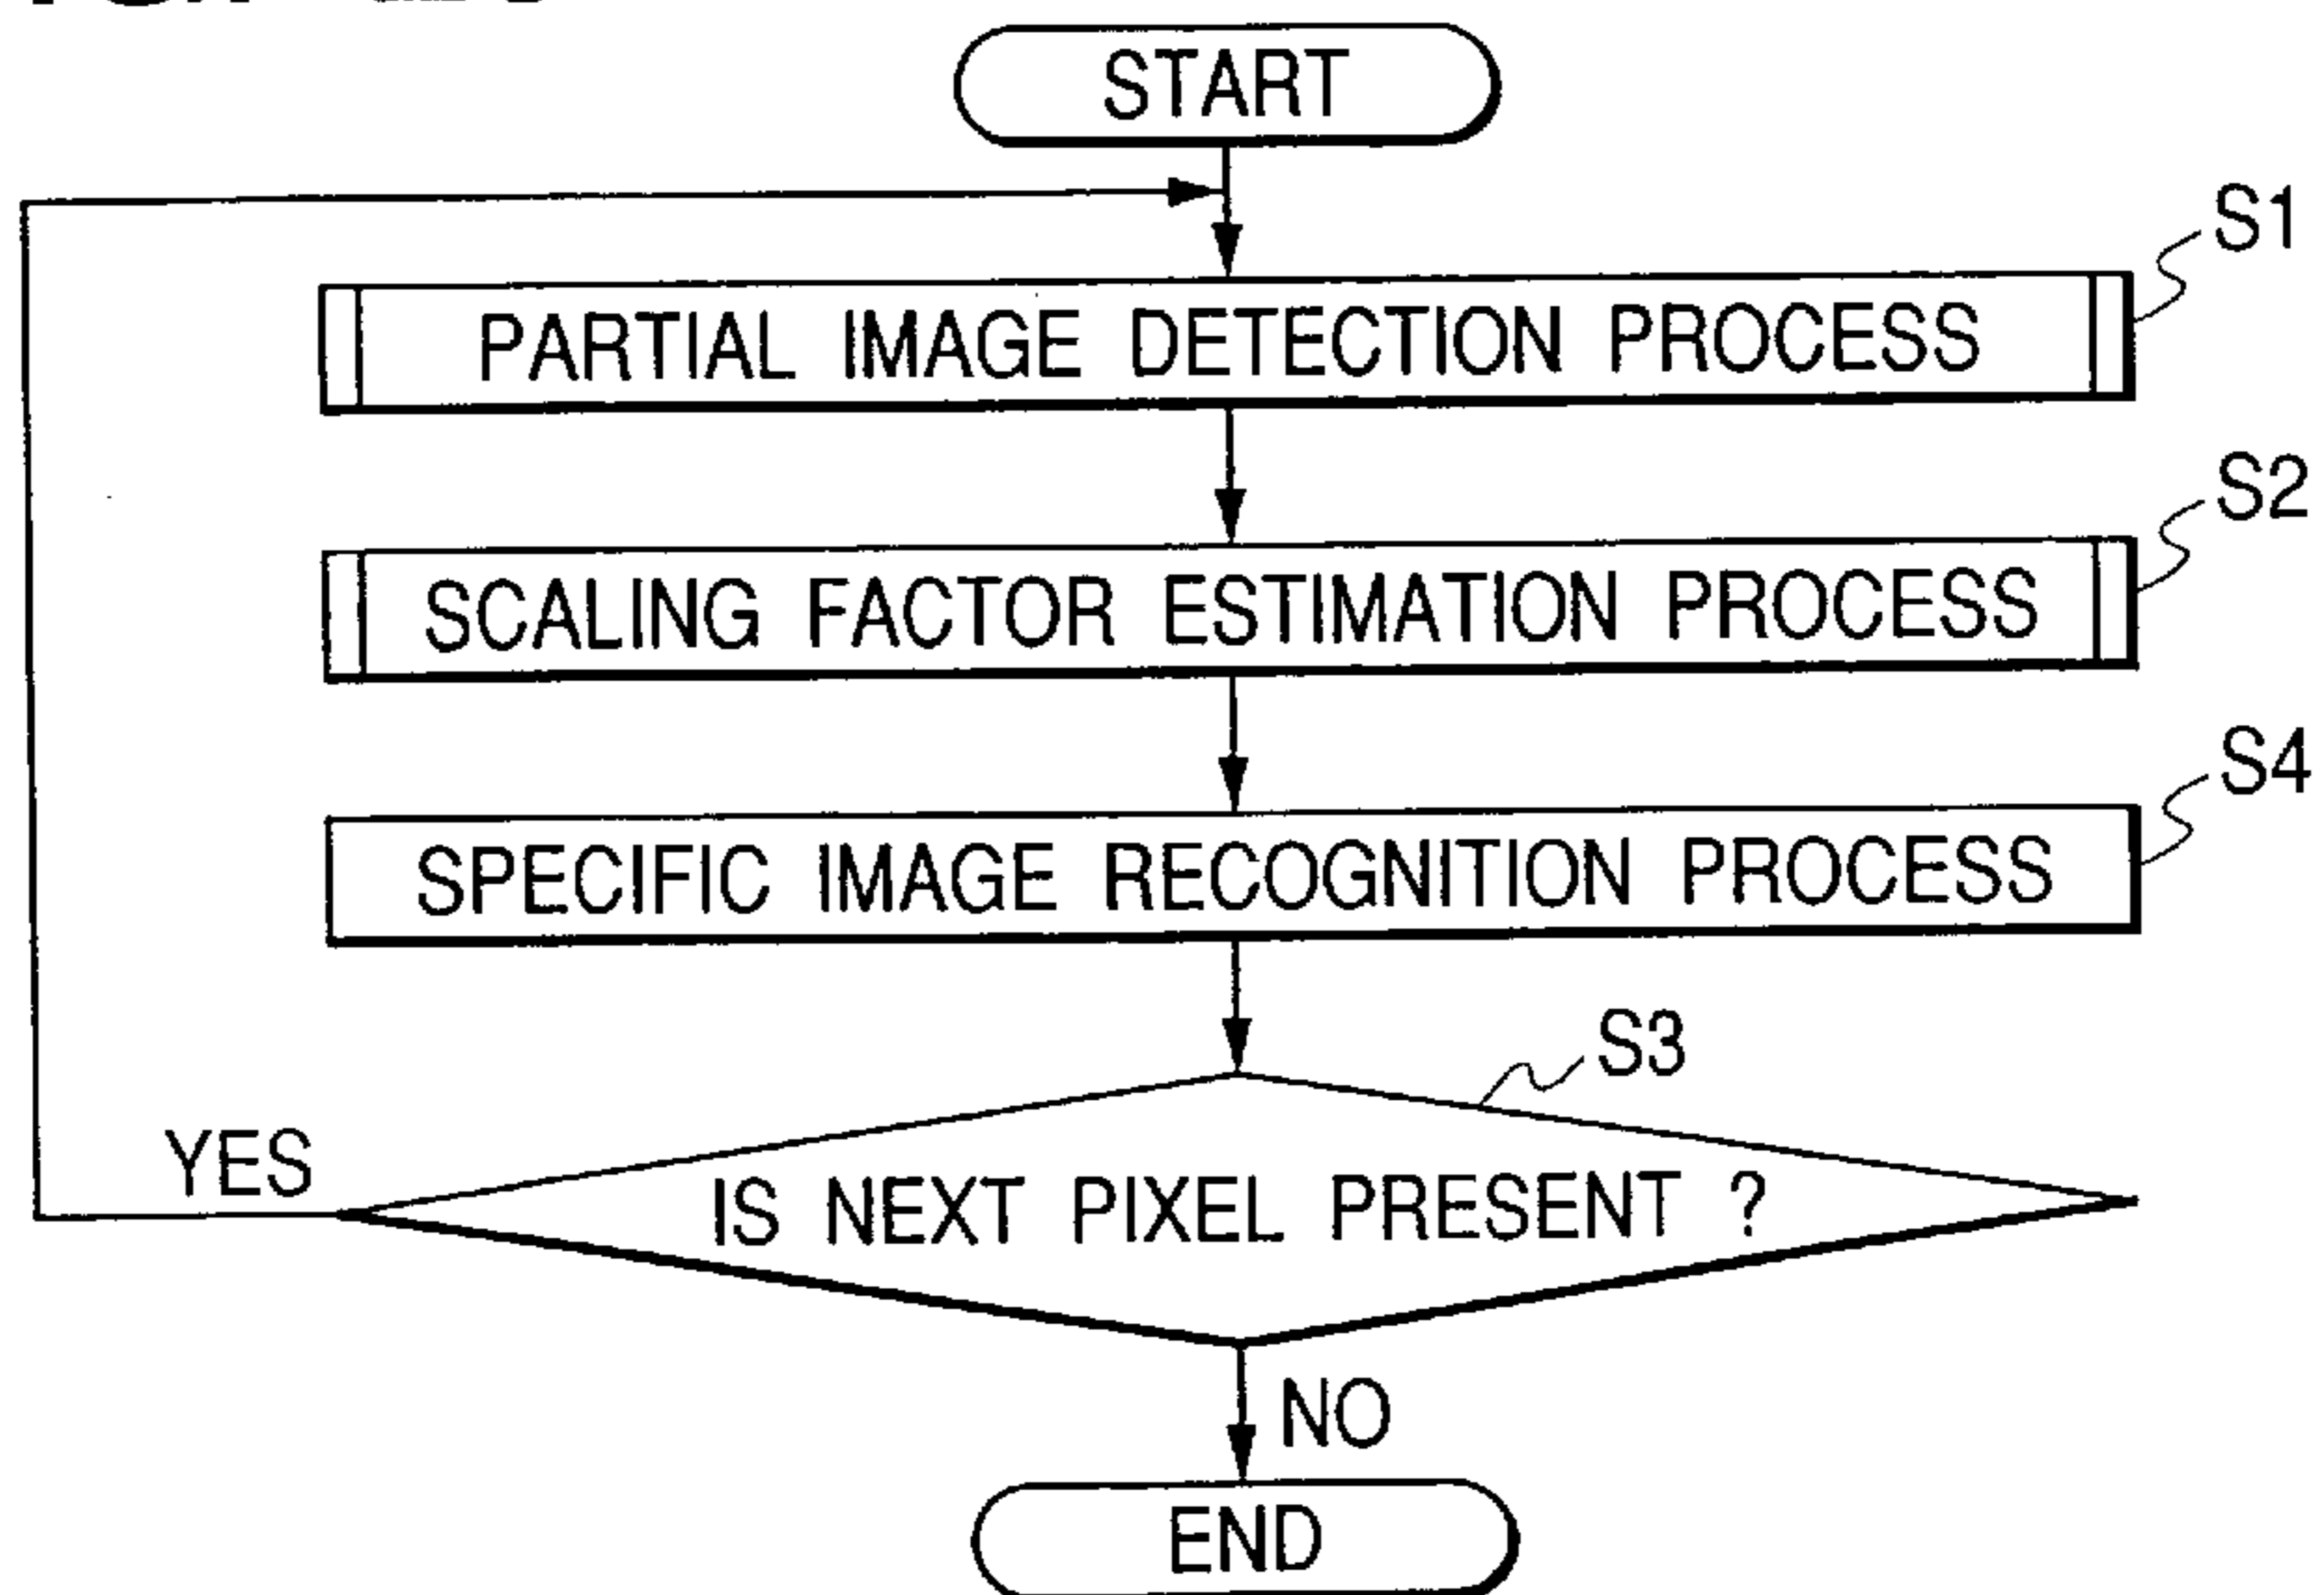 START
S1
PARTIAL IMAGE DETECTION PROCESS
S2
SCALING FACTOR ESTIMATION PROCESS
S4
SPECIFIC IMAGE RECOGNITION PROCESS
S3
YES
IS NEXT PIXEL PRESENT ?
NO
END